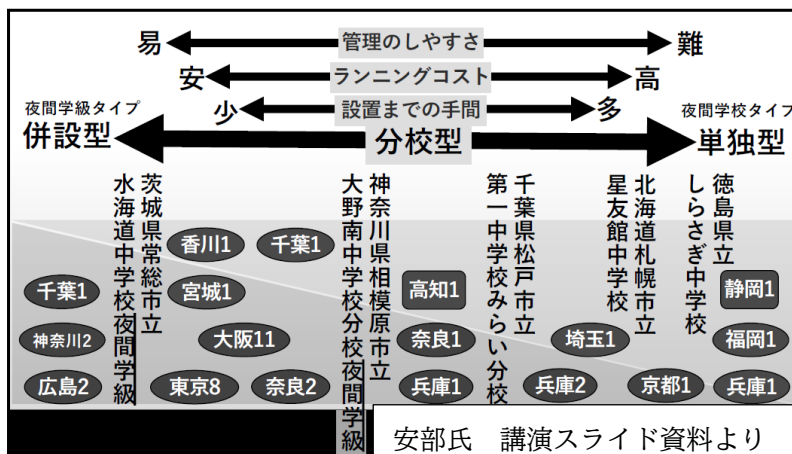 易 管理のしやすさ 難
安 ランニングコスト 高
少 設置までの手間 多
夜間学級タイプ 夜間学校タイプ
併設型 分校型 単独型
茨城県常総市立
水海道中学校夜間学級
神奈川県相模原市立
大野南中学校分校夜間学級
千葉県松戸市立
第一中学校みらい分校
北海道札幌市立
星友館中学校
徳島県立
しらさぎ中学校
香川1 千葉1
千葉1 宮城1 高知1 静岡1
神奈川2 大阪11 奈良1 埼玉1 福岡1
広島2 東京8 奈良2 兵庫1 兵庫2 京都1 兵庫1
安部氏 講演スライド資料より